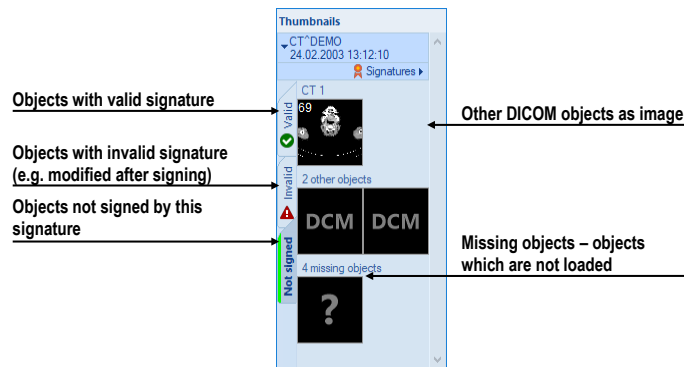 Thumbnails
CT^DEMO
24.02.2003 13:12:10
Signatures
CT 1
69
Valid
Invalid
Not signed
2 other objects
DCM DCM
4 missing objects
?
Objects with valid signature
Objects with invalid signature
(e.g. modified after signing)
Objects not signed by this
signature
Other DICOM objects as image
Missing objects – objects
which are not loaded